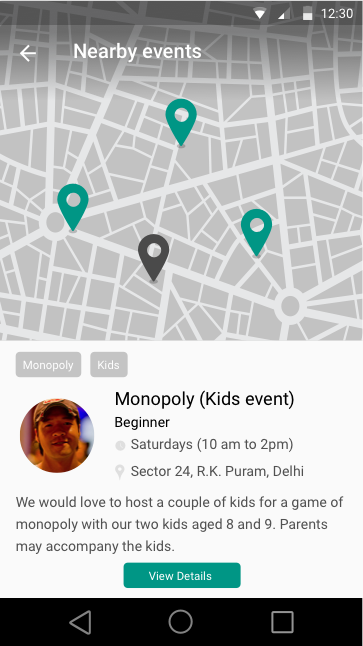 12:30
Nearby events
Monopoly
Kids
Monopoly (Kids event)
Beginner
Saturdays (10 am to 2pm)
Sector 24, R.K. Puram, Delhi
We would love to host a couple of kids for a game of
monopoly with our two kids aged 8 and 9. Parents
may accompany the kids.
View Details